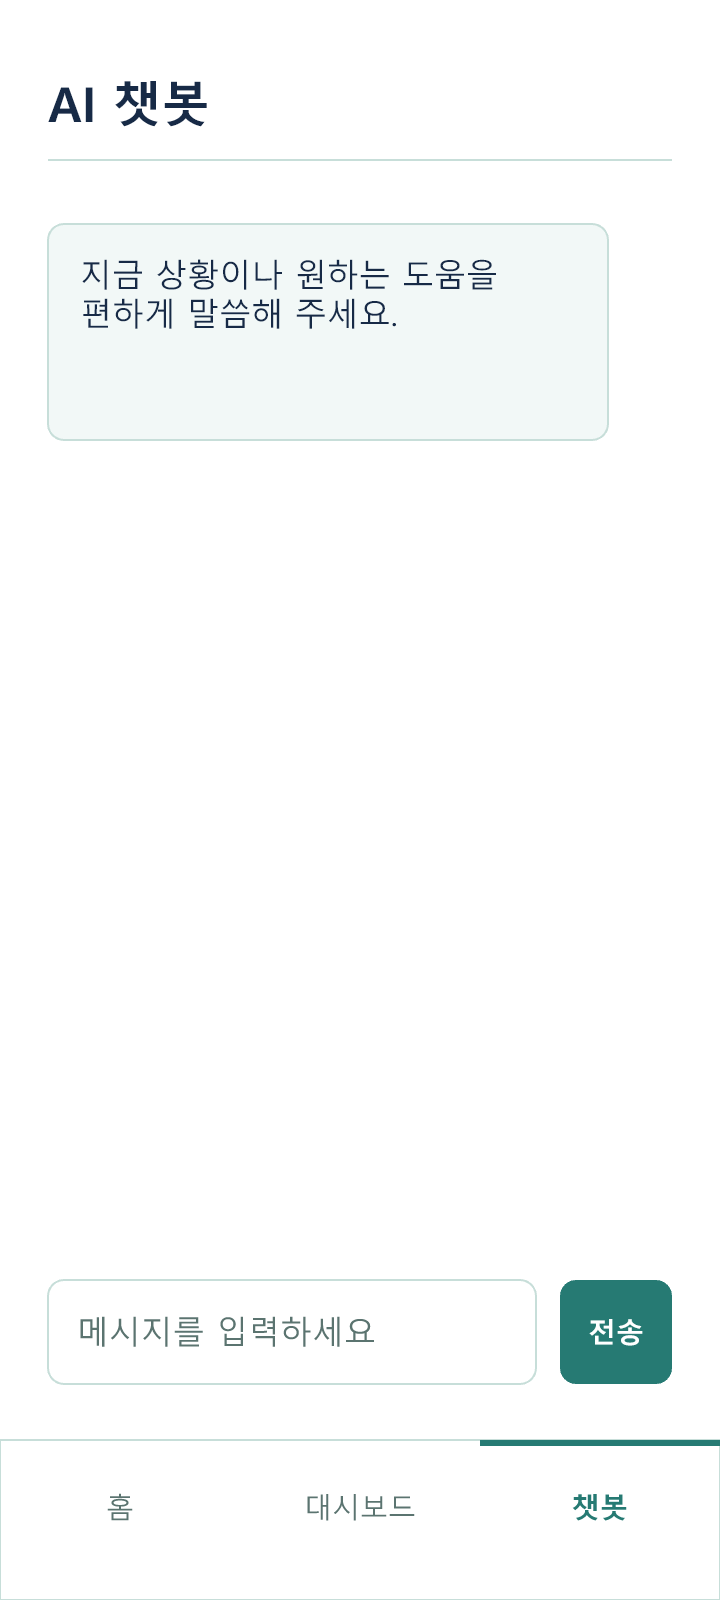 AI 챗봇
지금 상황이나 원하는 도움을
편하게 말씀해 주세요.
메시지를 입력하세요
전송
홈
대시보드
챗봇